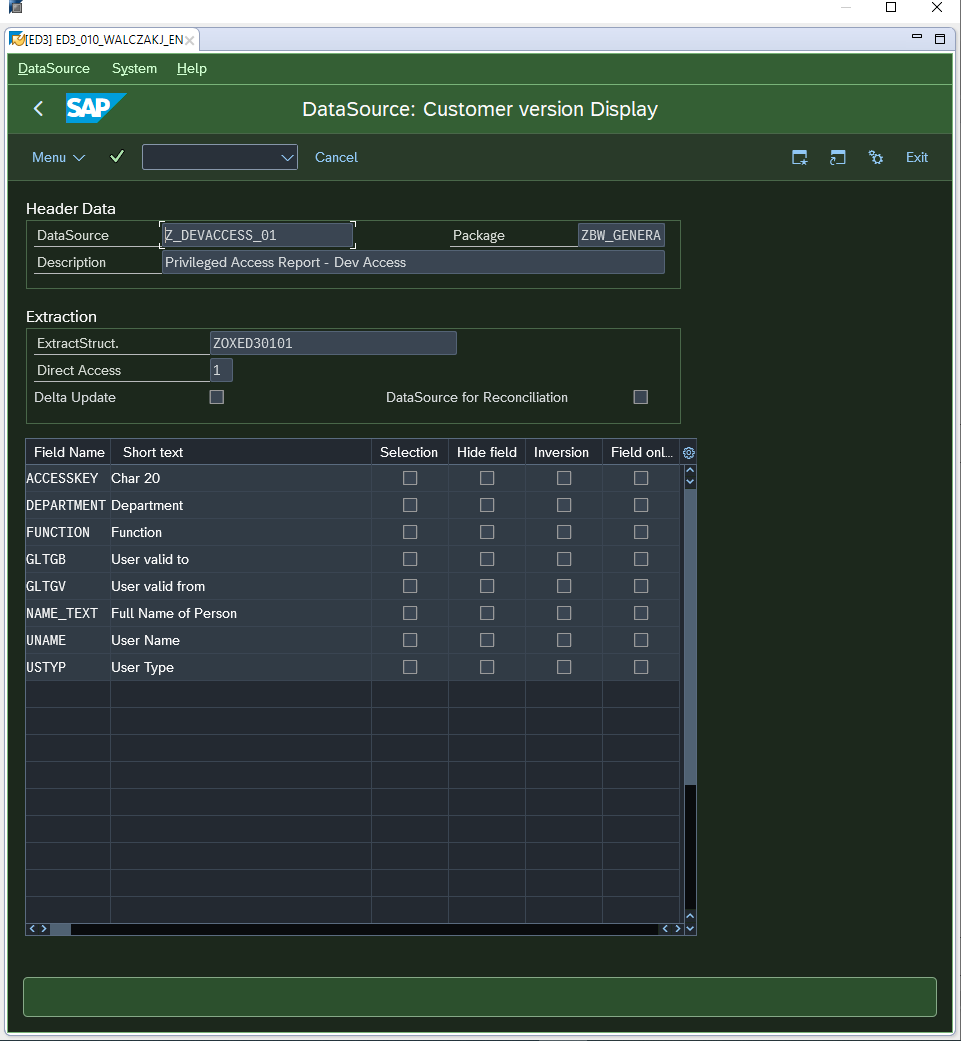 [ED3] ED3_010_WALCZAKJ_EN
DataSource System Help
SAP DataSource: Customer version Display
Menu Cancel Exit
Header Data
DataSource Z_DEVACCESS_01 Package ZBW_GENERA
Description Privileged Access Report - Dev Access
Extraction
ExtractStruct. ZOXED30101
Direct Access 1
Delta Update DataSource for Reconciliation
Field Name Short text Selection Hide field Inversion Field onl...
ACCESSKEY Char 20
DEPARTMENT Department
FUNCTION Function
GLTGB User valid to
GLTGV User valid from
NAME_TEXT Full Name of Person
UNAME User Name
USTYP User Type